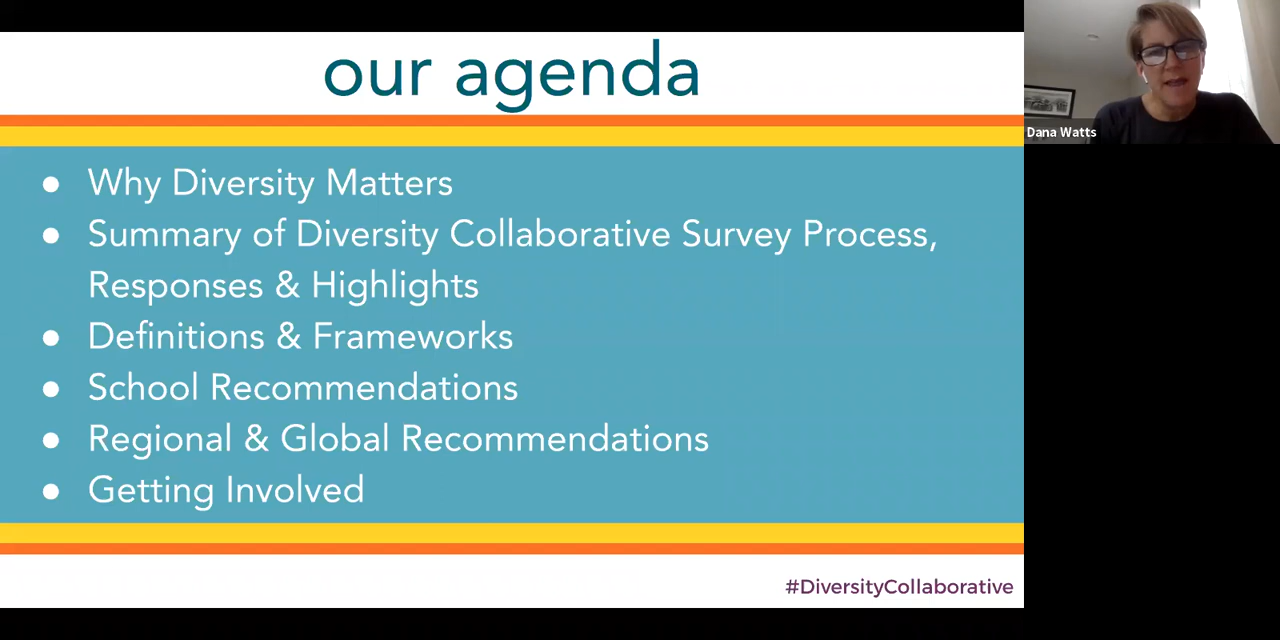 our agenda
● Why Diversity Matters
● Summary of Diversity Collaborative Survey Process,
Responses & Highlights
● Definitions & Frameworks
● School Recommendations
● Regional & Global Recommendations
● Getting Involved
#DiversityCollaborative
Dana Watts